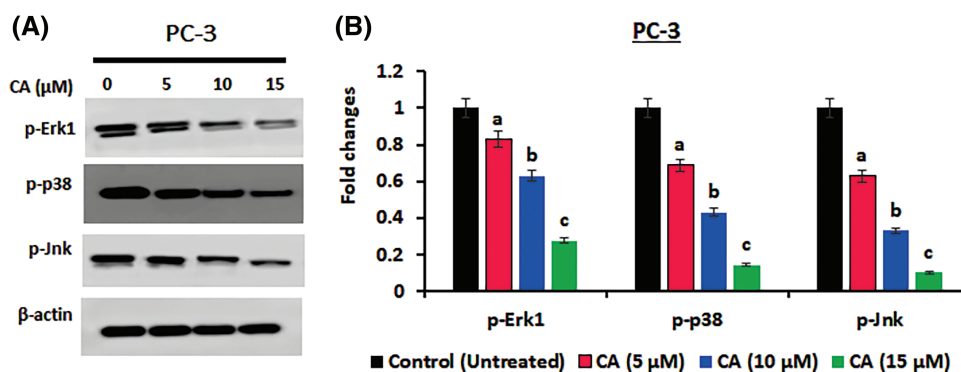 (A)
PC-3
CA (μM) 0 5 10 15
p-Erk1
p-p38
p-Jnk
β-actin
(B)
PC-3
Fold changes
1.2
1
0.8
0.6
0.4
0.2
0
a b c
a b c
a b c
p-Erk1 p-p38 p-Jnk
Control (Untreated) CA (5 μM) CA (10 μM) CA (15 μM)